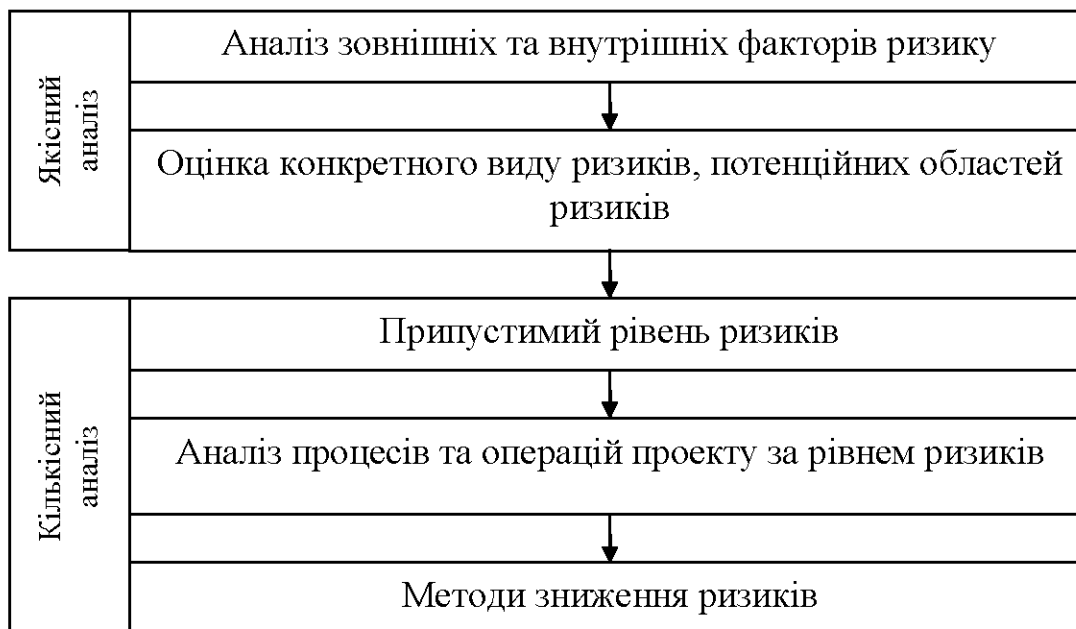 Якісний
аналіз
Аналіз зовнішніх та внутрішніх факторів ризику
Оцінка конкретного виду ризиків, потенційних областей
ризиків
Кількісний
аналіз
Припустимий рівень ризиків
Аналіз процесів та операцій проекту за рівнем ризиків
Методи зниження ризиків